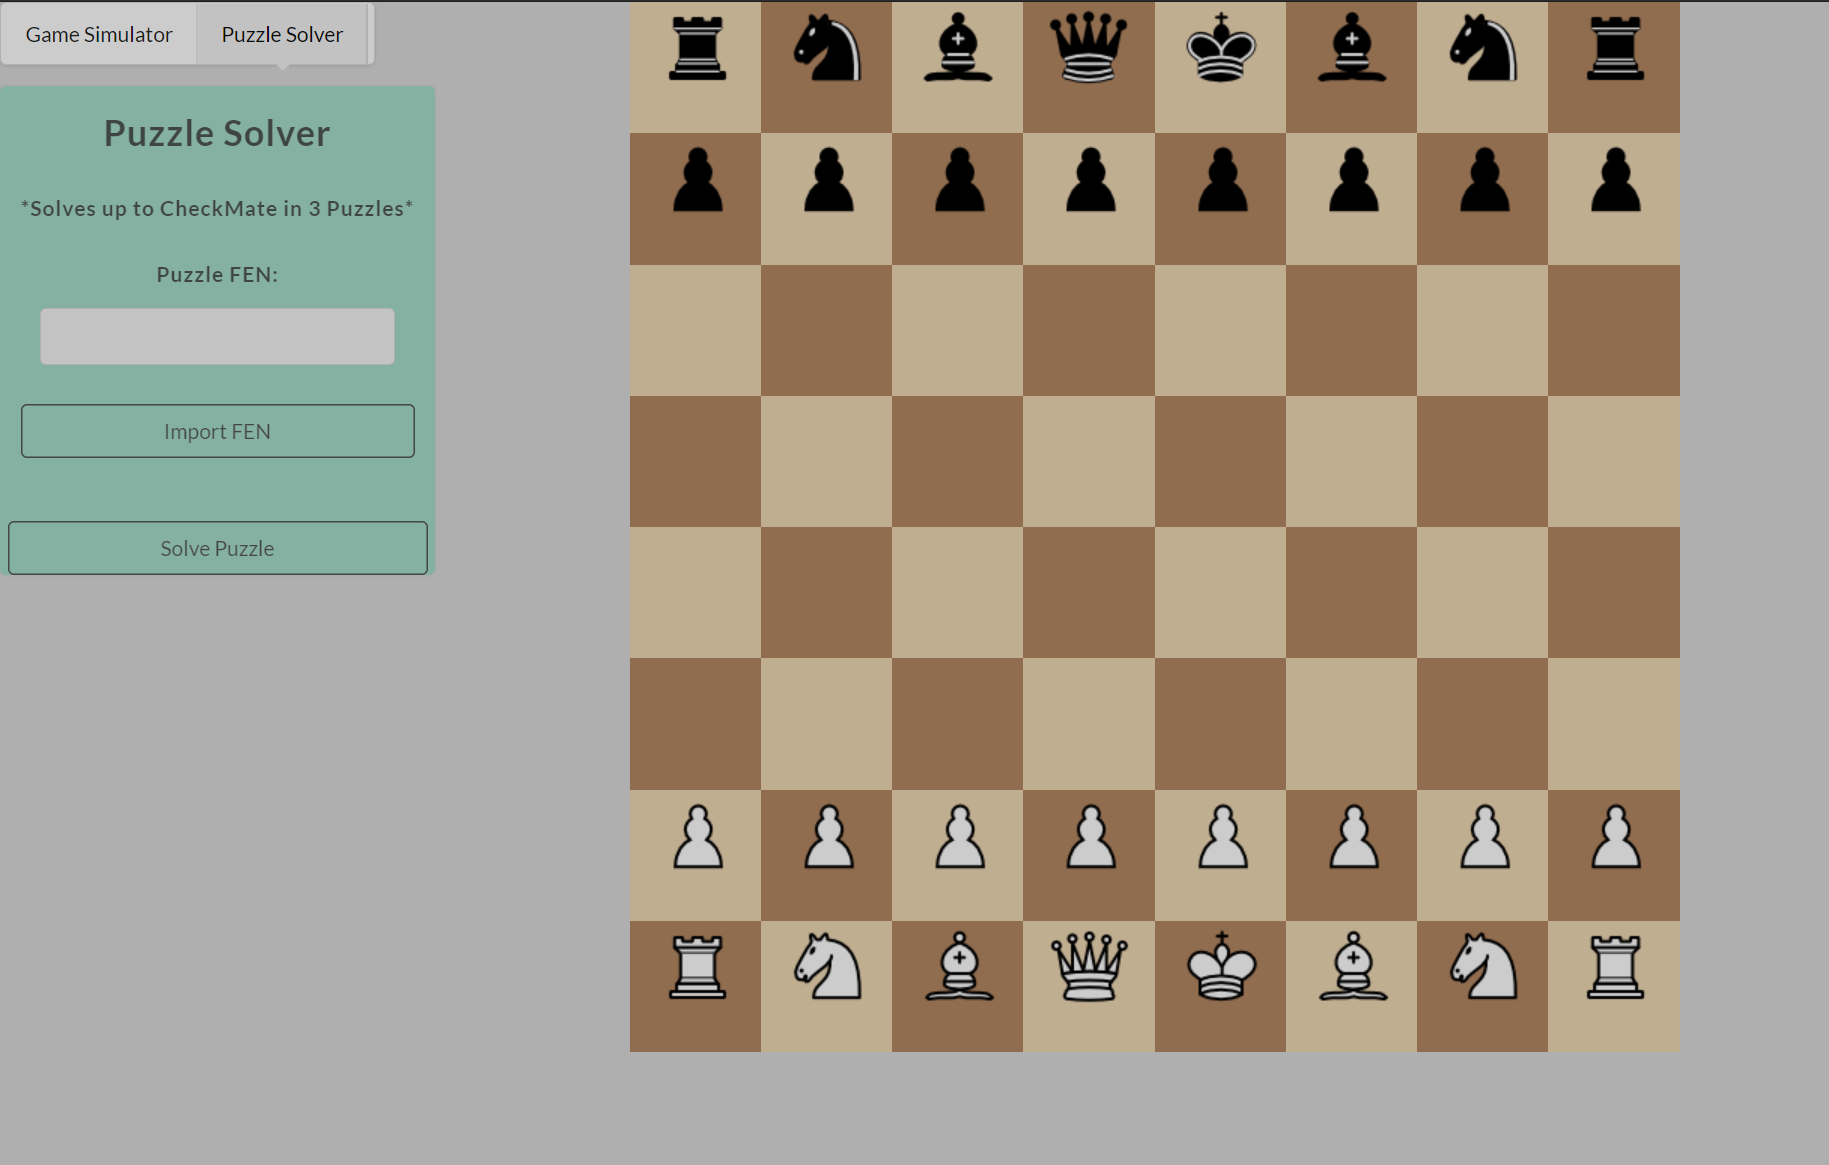 Game Simulator
Puzzle Solver
Puzzle Solver
*Solves up to CheckMate in 3 Puzzles*
Puzzle FEN:
Import FEN
Solve Puzzle